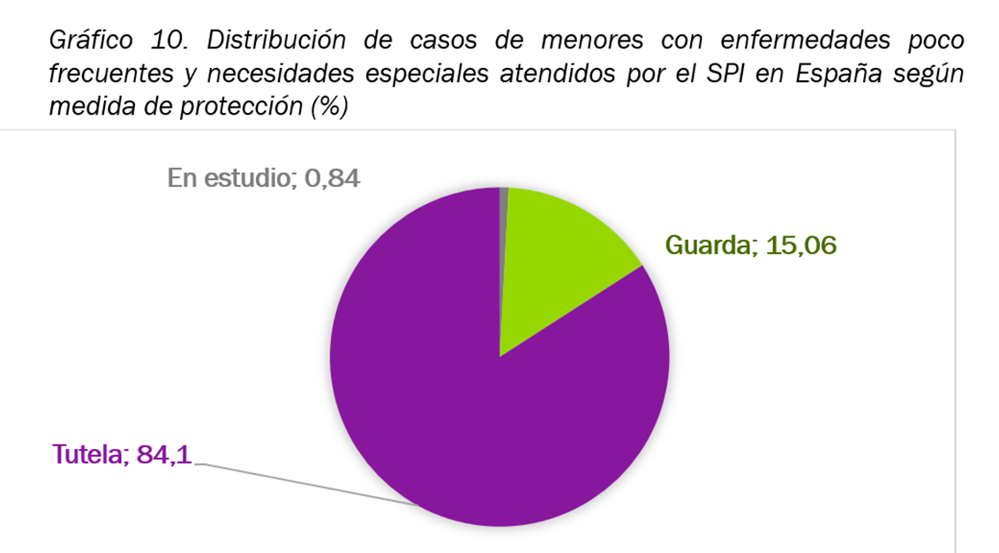 Gráfico 10. Distribución de casos de menores con enfermedades poco
frecuentes y necesidades especiales atendidos por el SPI en España según
medida de protección (%)
En estudio; 0,84
Guarda; 15,06
Tutela; 84,1